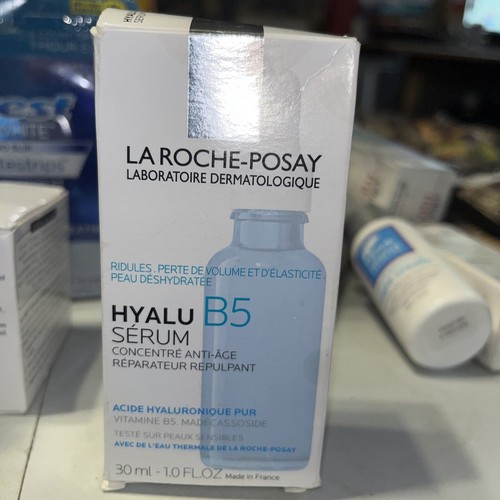 SÉRUM
LA ROCHE-POSAY
LABORATOIRE DERMATOLOGIQUE
RIDULES . PERTE DE VOLUME ET D'ÉLASTICITÉ
PEAU DÉSHYDRATÉE
HYALU B5
SÉRUM
CONCENTRÉ ANTI-ÂGE
RÉPARATEUR REPULPANT
ACIDE HYALURONIQUE PUR
VITAMINE B5. MADÉCASSOSIDE
TESTÉ SUR PEAUX SENSIBLES
AVEC DE L'EAU THERMALE DE LA ROCHE-POSAY
30 ml - 1.0 FL.OZ Made in France